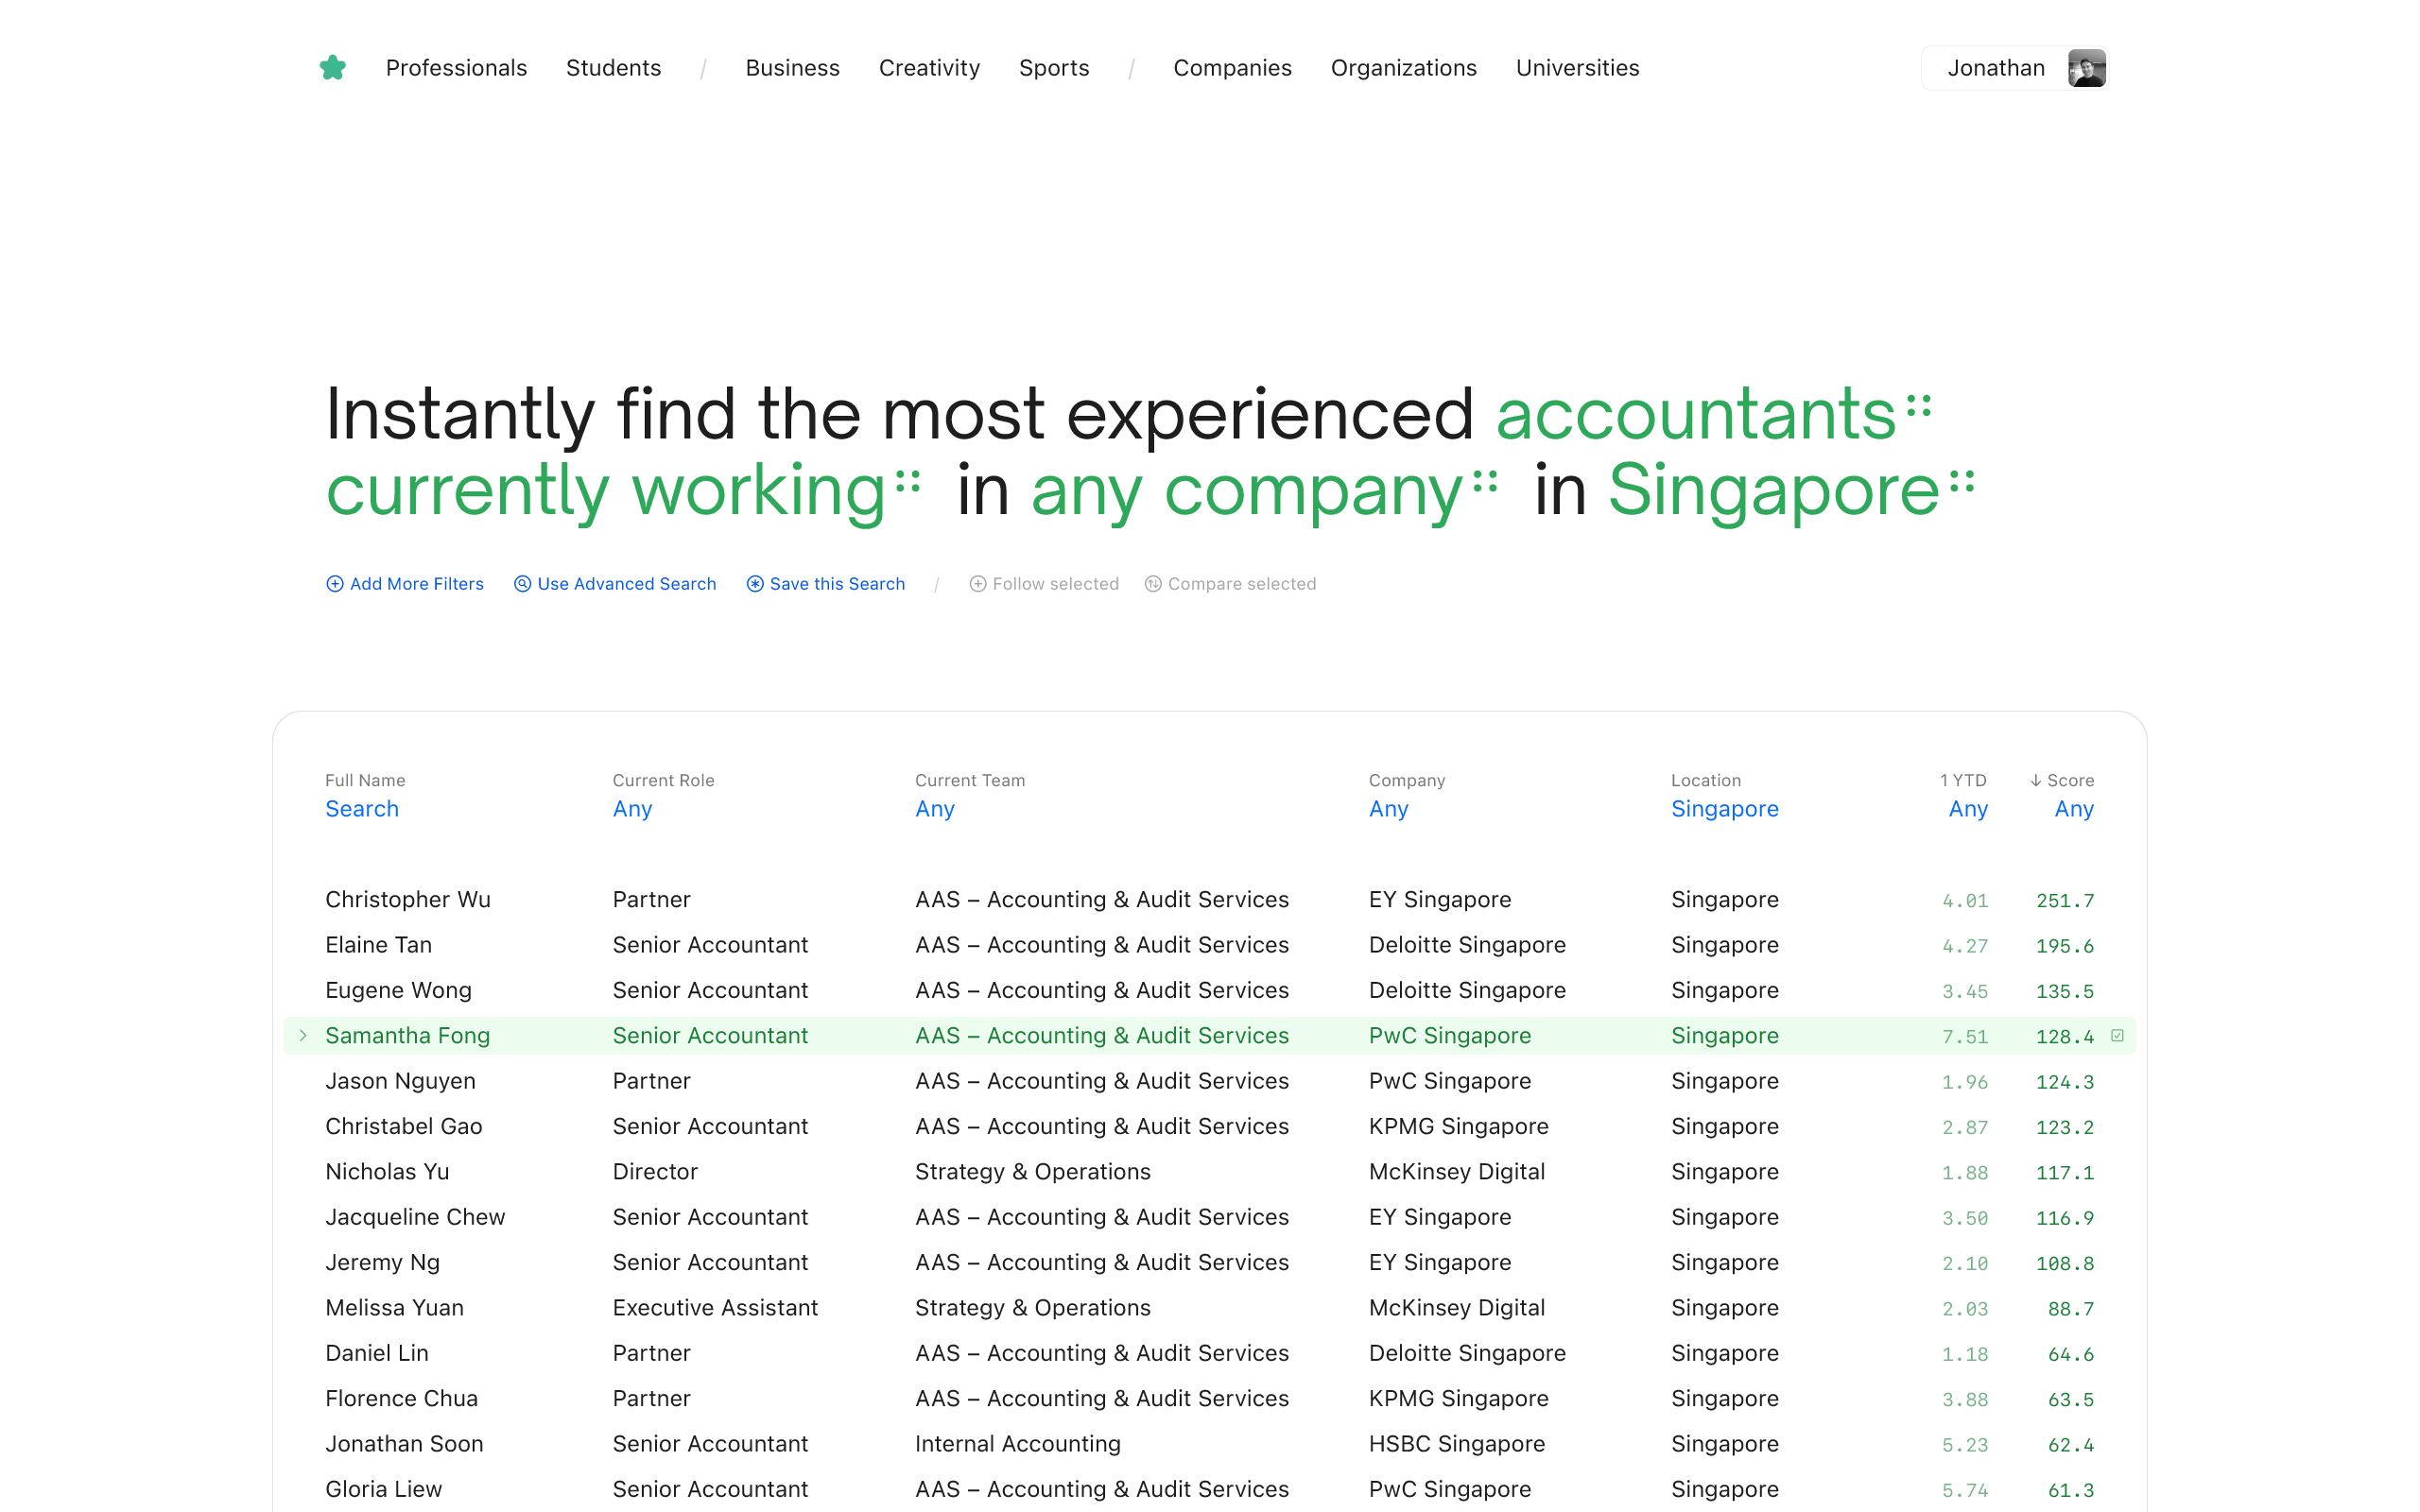 Professionals Students / Business Creativity Sports / Companies Organizations Universities Jonathan
Instantly find the most experienced accountants
currently working in any company in Singapore
Add More Filters Use Advanced Search Save this Search / Follow selected Compare selected
Full Name Current Role Current Team Company Location 1 YTD ↓ Score
Search Any Any Any Singapore Any Any
Christopher Wu Partner AAS – Accounting & Audit Services EY Singapore Singapore 4.01 251.7
Elaine Tan Senior Accountant AAS – Accounting & Audit Services Deloitte Singapore Singapore 4.27 195.6
Eugene Wong Senior Accountant AAS – Accounting & Audit Services Deloitte Singapore Singapore 3.45 135.5
Samantha Fong Senior Accountant AAS – Accounting & Audit Services PwC Singapore Singapore 7.51 128.4
Jason Nguyen Partner AAS – Accounting & Audit Services PwC Singapore Singapore 1.96 124.3
Christabel Gao Senior Accountant AAS – Accounting & Audit Services KPMG Singapore Singapore 2.87 123.2
Nicholas Yu Director Strategy & Operations McKinsey Digital Singapore 1.88 117.1
Jacqueline Chew Senior Accountant AAS – Accounting & Audit Services EY Singapore Singapore 3.50 116.9
Jeremy Ng Senior Accountant AAS – Accounting & Audit Services EY Singapore Singapore 2.10 108.8
Melissa Yuan Executive Assistant Strategy & Operations McKinsey Digital Singapore 2.03 88.7
Daniel Lin Partner AAS – Accounting & Audit Services Deloitte Singapore Singapore 1.18 64.6
Florence Chua Partner AAS – Accounting & Audit Services KPMG Singapore Singapore 3.88 63.5
Jonathan Soon Senior Accountant Internal Accounting HSBC Singapore Singapore 5.23 62.4
Gloria Liew Senior Accountant AAS – Accounting & Audit Services PwC Singapore Singapore 5.74 61.3